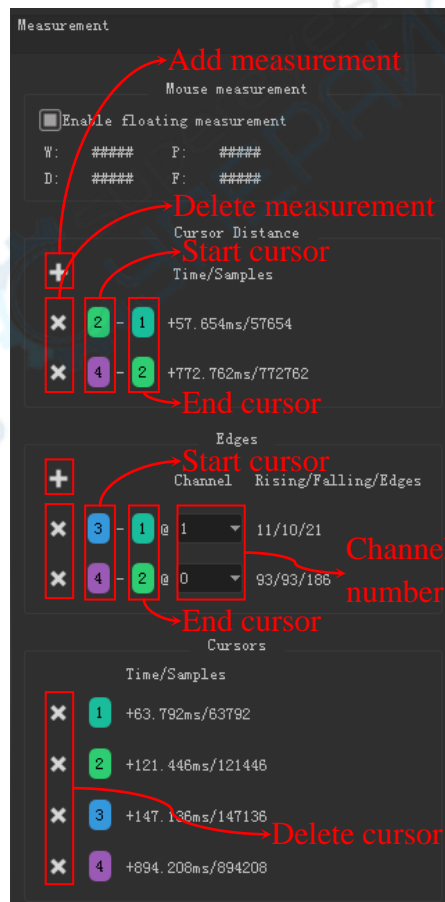 Measurement
Add measurement
Mouse measurement
Enable floating measurement
W: ##### P: #####
D: ##### F: #####
Delete measurement
Cursor Distance
Start cursor
+ Time/Samples
× 2 - 1 +57.654ms/57654
× 4 - 2 +772.762ms/772762
End cursor
Edges
Start cursor
+ Channel Rising/Falling/Edges
× 3 - 1 @ 1 11/10/21
Channe
× 4 - 2 @ 0 93/93/186
number
End cursor
Cursors
Time/Samples
× 1 +63.792ms/63792
× 2 +121.446ms/121446
× 3 +147.136ms/147136
Delete cursor
× 4 +894.208ms/894208